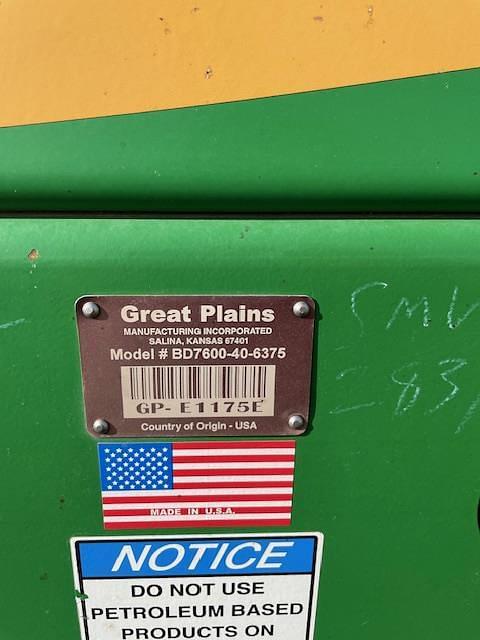 Great Plains
MANUFACTURING INCORPORATED
SALINA, KANSAS 67401
Model # BD7600-40-6375
GP- E1175E
Country of Origin - USA
MADE IN U.S.A.
NOTICE
DO NOT USE
PETROLEUM BASED
PRODUCTS ON